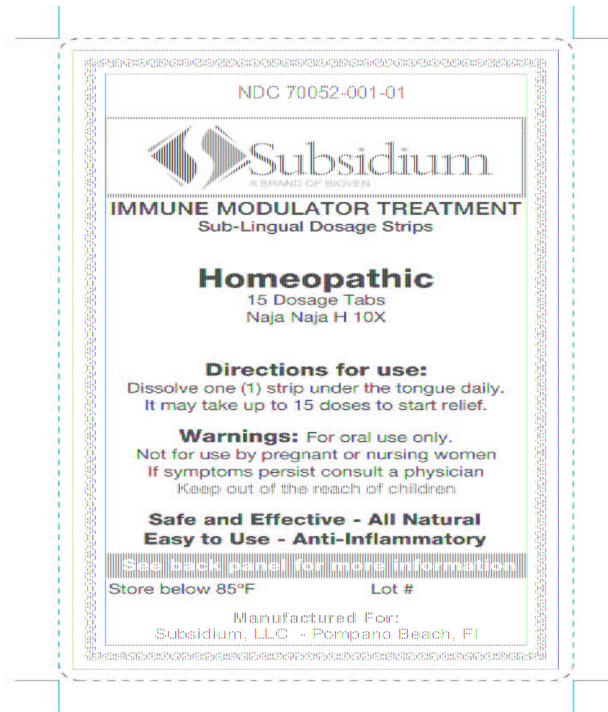 NDC 70052-001-01
Subsidium
A BRAND OF BIOVEN
IMMUNE MODULATOR TREATMENT
Sub-Lingual Dosage Strips
Homeopathic
15 Dosage Tabs
Naja Naja H 10X
Directions for use:
Dissolve one (1) strip under the tongue daily.
It may take up to 15 doses to start relief.
Warnings: For oral use only.
Not for use by pregnant or nursing women
If symptoms persist consult a physician
Keep out of the reach of children
Safe and Effective - All Natural
Easy to Use - Anti-Inflammatory
See back panel for more information
Store below 85°F Lot #
Manufactured For:
Subsidium, LLC - Pompano Beach, Fl